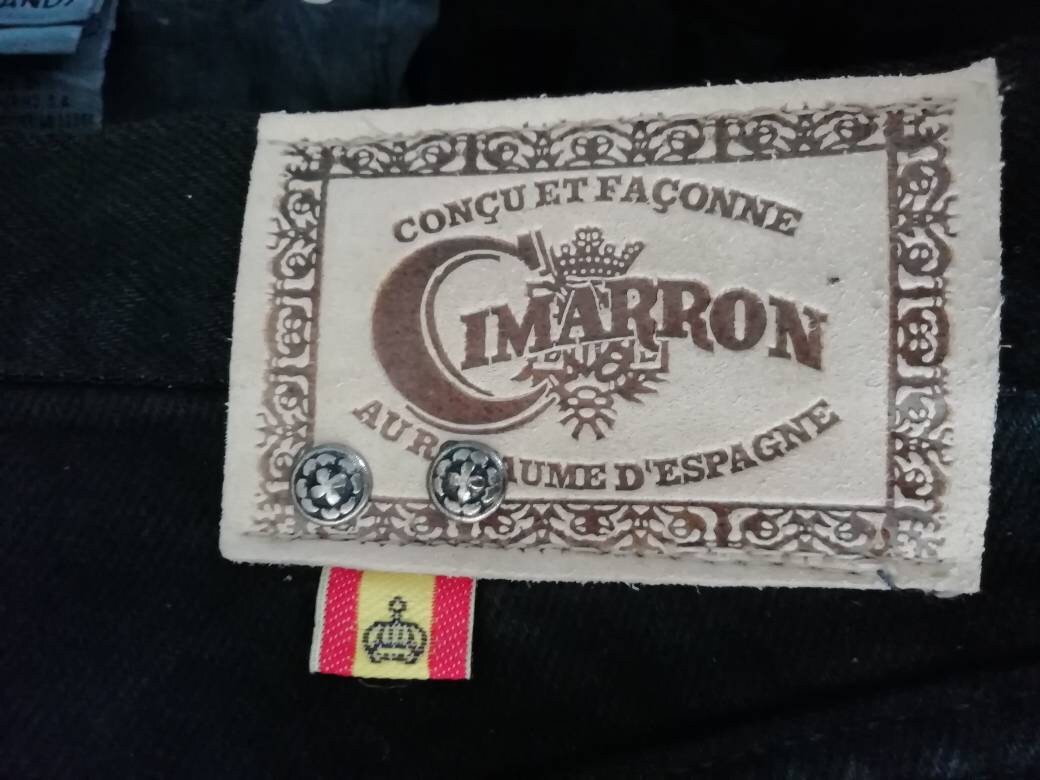 CONÇU ET FAÇONNE
CIMARRON
AU D'ESPAGNE